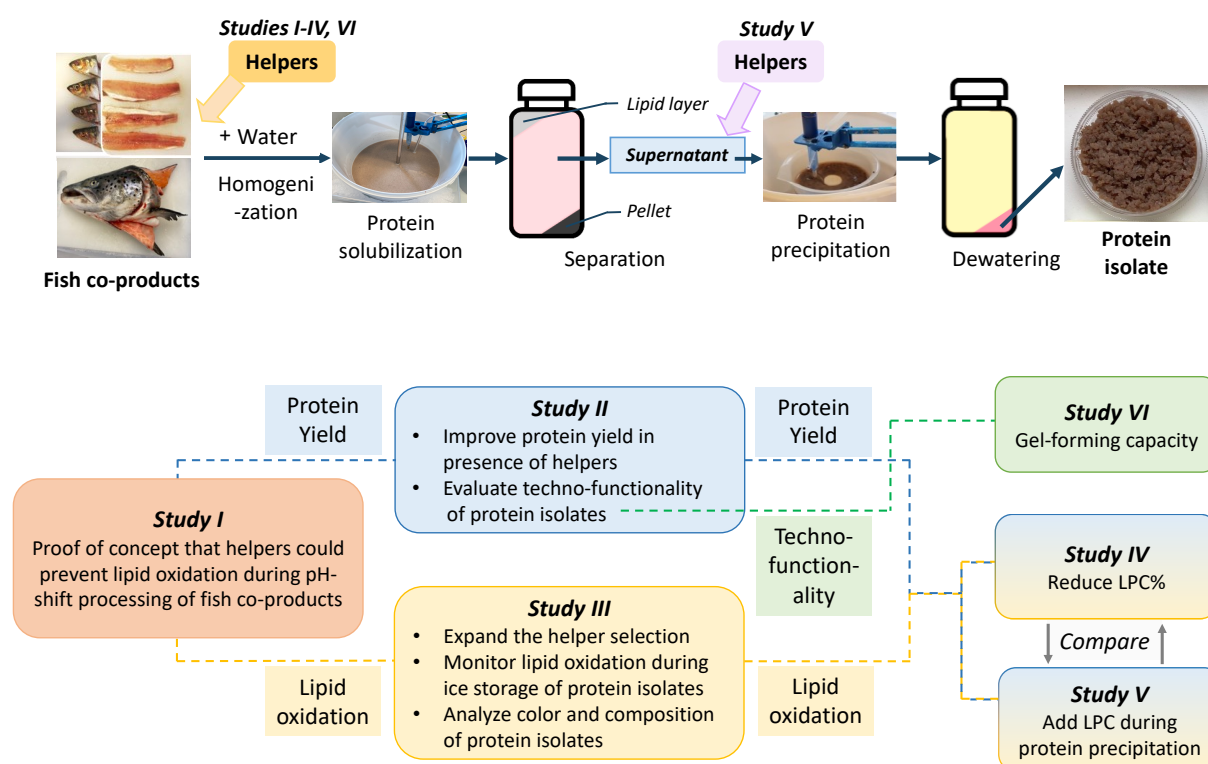 Studies I-IV, VI
Helpers
Study V
Helpers
+ Water
Homogeni
-zation
Fish co-products
Protein
solubilization
Lipid layer
Pellet
Separation
Supernatant
Protein
precipitation
Dewatering
Protein
isolate
Study I
Proof of concept that helpers could
prevent lipid oxidation during pH-
shift processing of fish co-products
Protein
Yield
Lipid
oxidation
Study II
• Improve protein yield in
presence of helpers
• Evaluate techno-functionality
of protein isolates
Study III
• Expand the helper selection
• Monitor lipid oxidation during
ice storage of protein isolates
• Analyze color and composition
of protein isolates
Protein
Yield
Techno-
function-
ality
Lipid
oxidation
Study VI
Gel-forming capacity
Study IV
Reduce LPC%
Compare
Study V
Add LPC during
protein precipitation